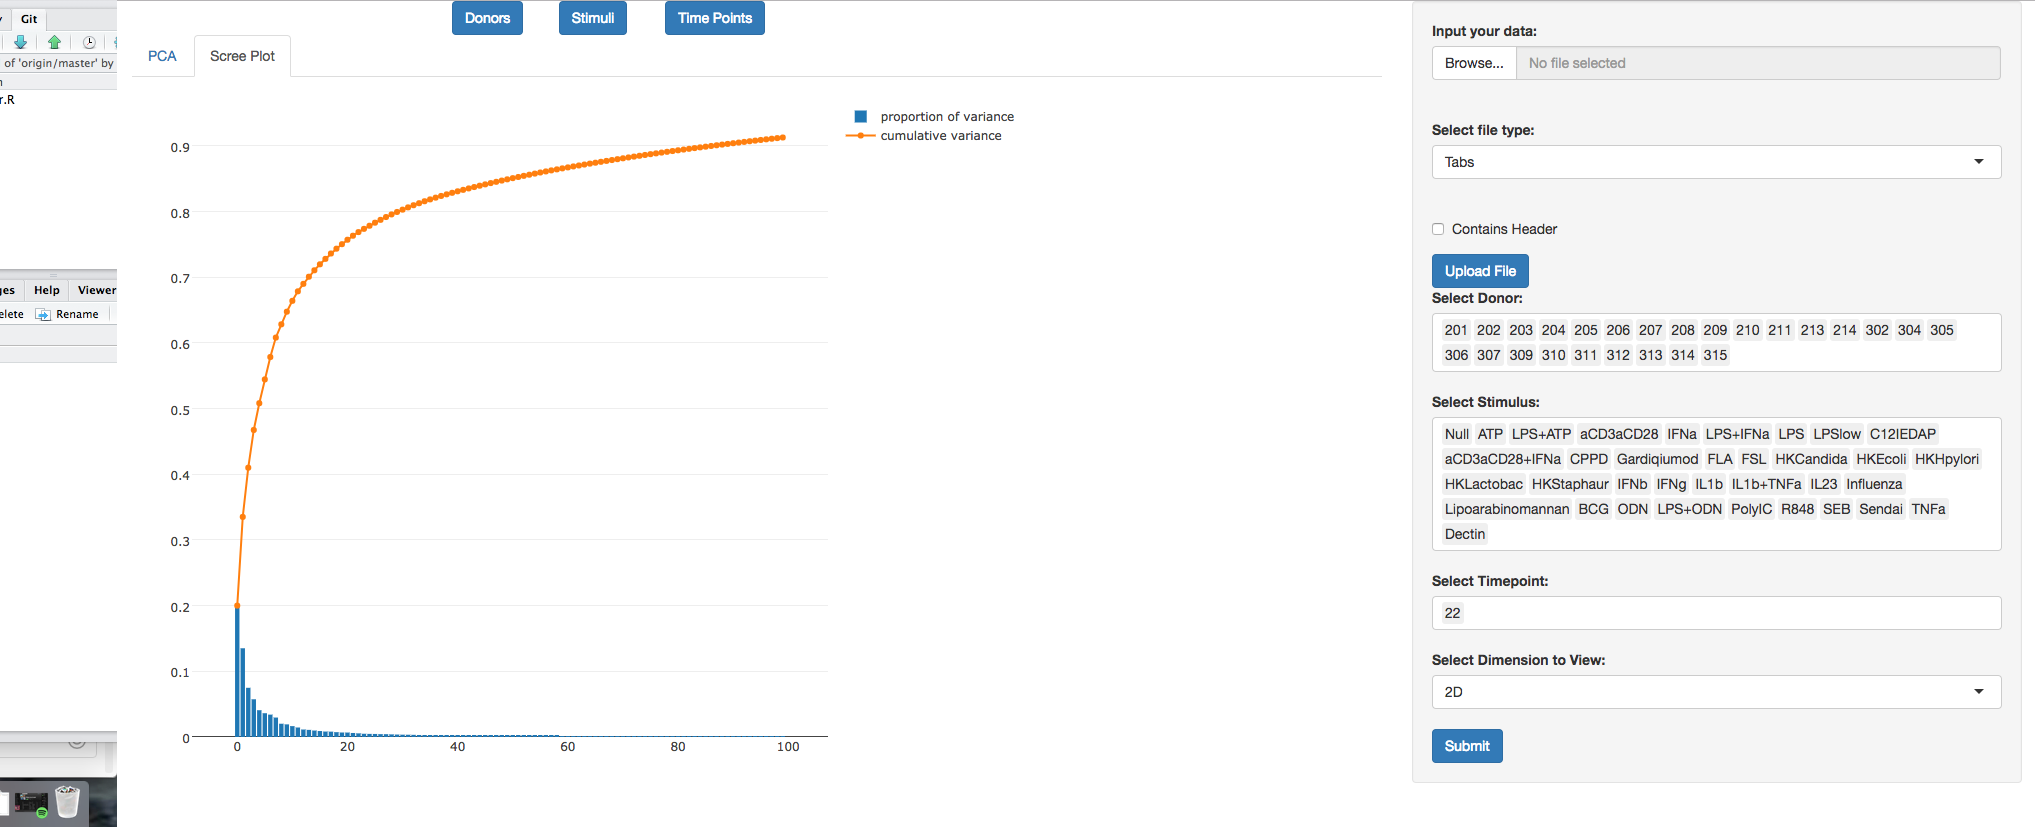 Git
of 'origin/master' by
r.R
Help Viewer
Rename
Donors Stimuli Time Points
PCA Scree Plot
proportion of variance
cumulative variance
0.9
0.8
0.7
0.6
0.5
0.4
0.3
0.2
0.1
0
0 20 40 60 80 100
Input your data:
Browse... No file selected
Select file type:
Tabs
Contains Header
Upload File
Select Donor:
201 202 203 204 205 206 207 208 209 210 211 213 214 302 304 305
306 307 309 310 311 312 313 314 315
Select Stimulus:
Null ATP LPS+ATP aCD3aCD28 IFNa LPS+IFNa LPS LPSlow C12IEDAP
aCD3aCD28+IFNa CPPD Gardiqiumod FLA FSL HKCandida HKEcoli HKHpylori
HKLactobac HKStaphaur IFNb IFNg IL1b IL1b+TNFa IL23 Influenza
Lipoarabinomannan BCG ODN LPS+ODN PolyIC R848 SEB Sendai TNFa
Dectin
Select Timepoint:
22
Select Dimension to View:
2D
Submit